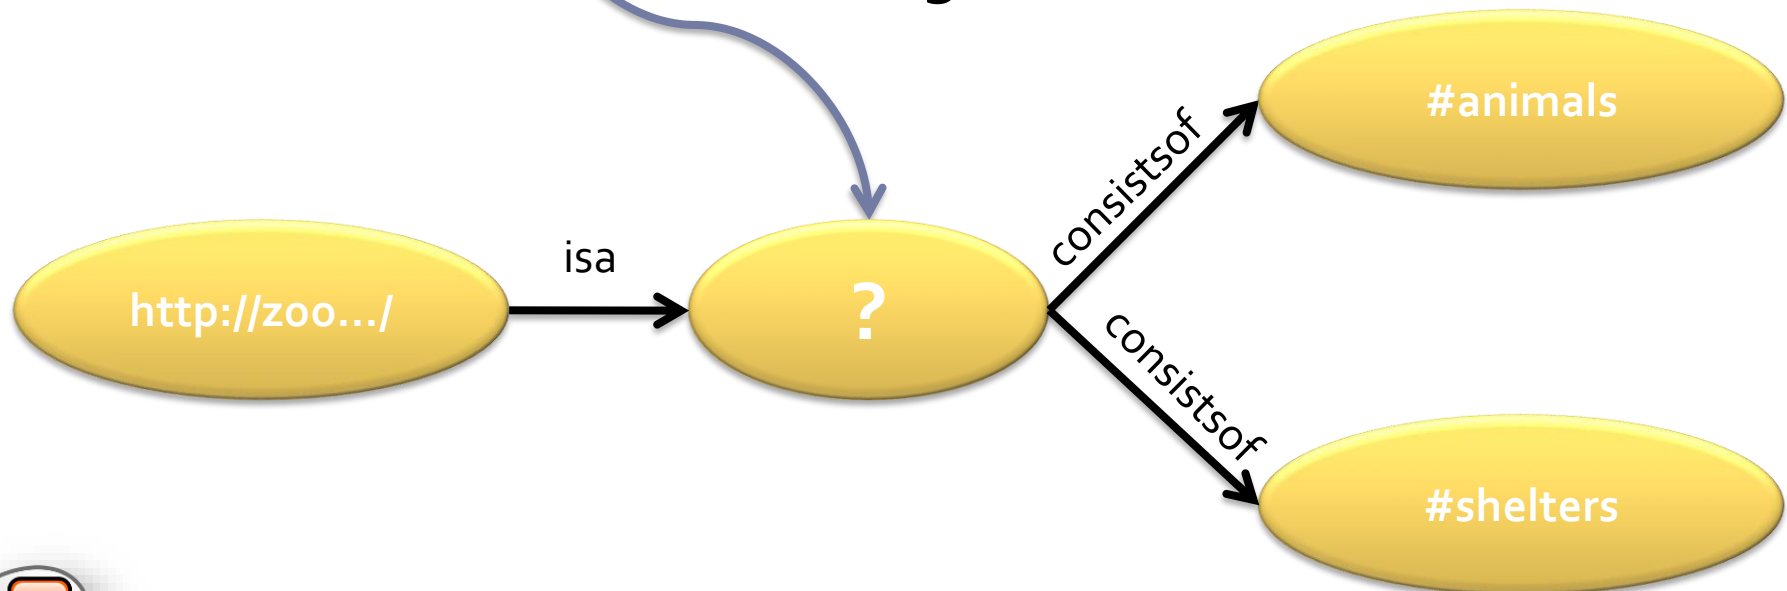 #animals
consistsof
isa
http://zoo.../
?
consistsof
#shelters